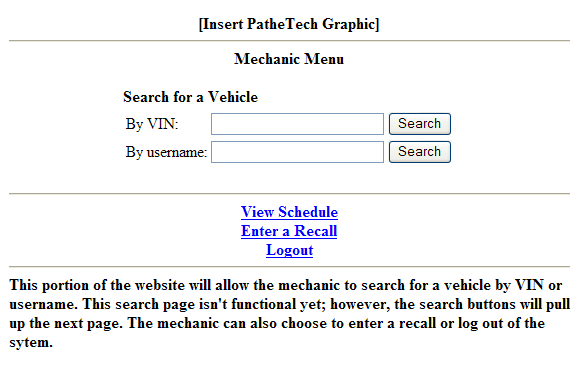 [Insert PatheTech Graphic]
Mechanic Menu
Search for a Vehicle
By VIN: Search
By username: Search
View Schedule
Enter a Recall
Logout
This portion of the website will allow the mechanic to search for a vehicle by VIN or
username. This search page isn't functional yet; however, the search buttons will pull
up the next page. The mechanic can also choose to enter a recall or log out of the
sytem.